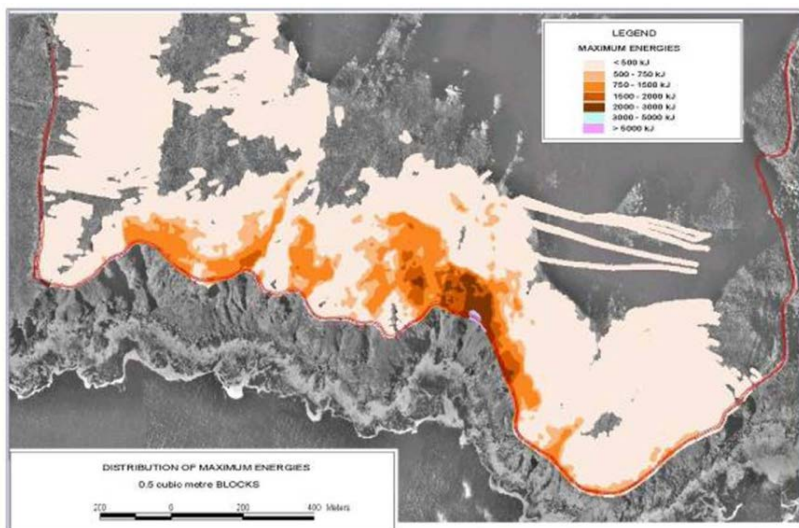 LEGEND
MAXIMUM ENERGIES
< 500 kJ
500 - 750 kJ
750 - 1500 kJ
1500 - 2000 kJ
2000 - 3000 kJ
3000 - 5000 kJ
> 5000 kJ
DISTRIBUTION OF MAXIMUM ENERGIES
0.5 cubic metre BLOCKS
200 0 200 400 Meters